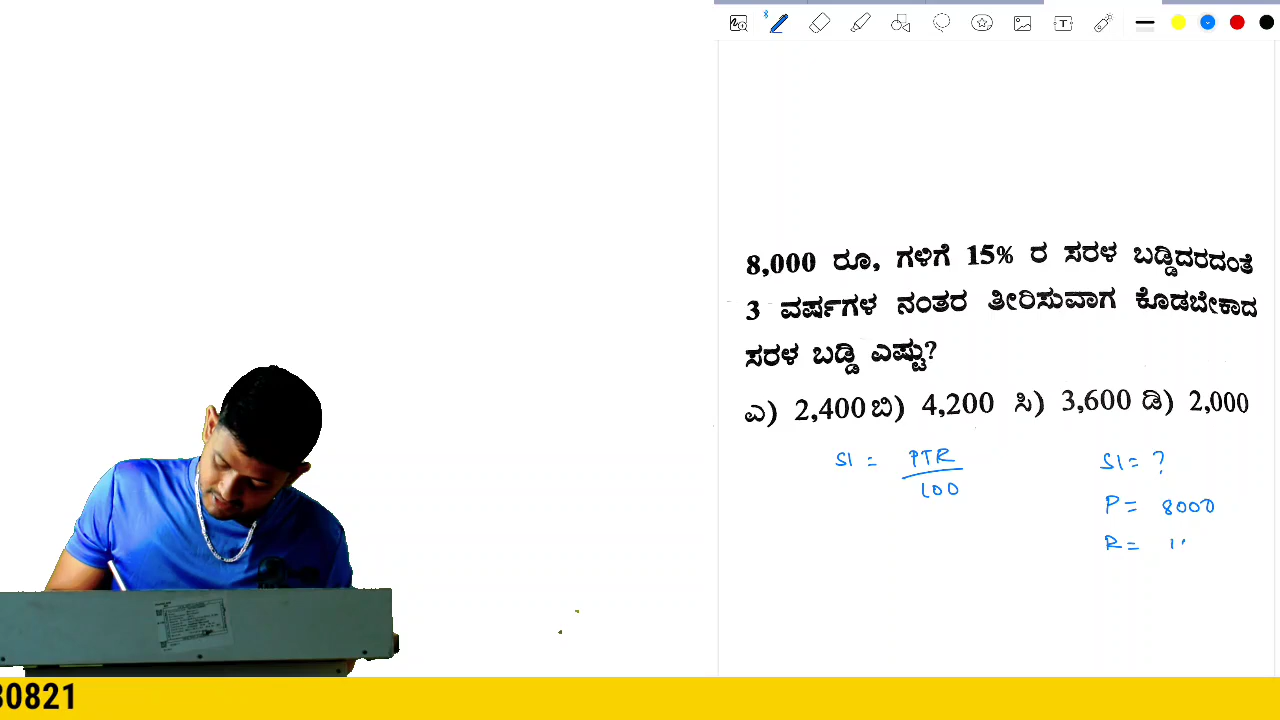 8,000 ರೂ, ಗಳಿಗೆ 15% ರ ಸರಳ ಬಡ್ಡಿದರದಂತೆ
3 ವರ್ಷಗಳ ನಂತರ ತೀರಿಸುವಾಗ ಕೊಡಬೇಕಾದ
ಸರಳ ಬಡ್ಡಿ ಎಷ್ಟು?
ಎ) 2,400 ಬಿ) 4,200 ಸಿ) 3,600 ಡಿ) 2,000
SI = PTR
100
SI = ?
P = 8000
R =
30821